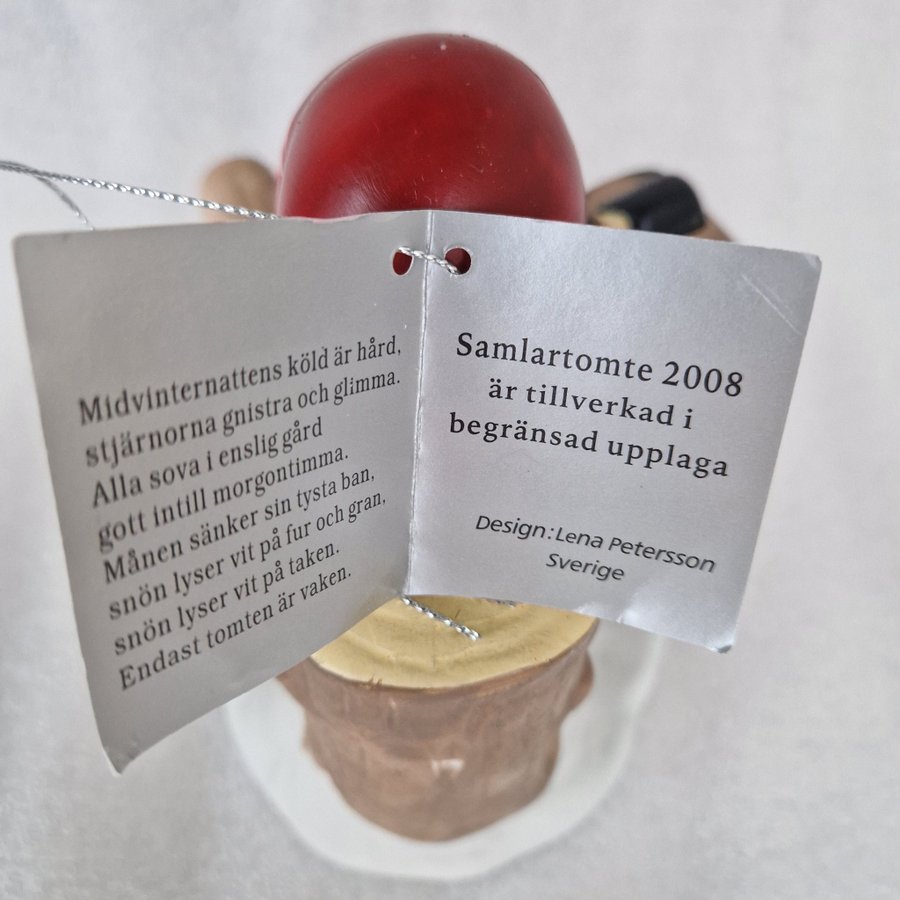 Midvinternattens köld är hård,
stjärnorna gnistra och glimma.
Alla sova i enslig gård
gott intill morgontimma.
Månen sänker sin tysta ban,
snön lyser vit på fur och gran,
snön lyser vit på taken.
Endast tomten är vaken.
Samlartomte 2008
är tillverkad i
begränsad upplaga
Design: Lena Petersson
Sverige